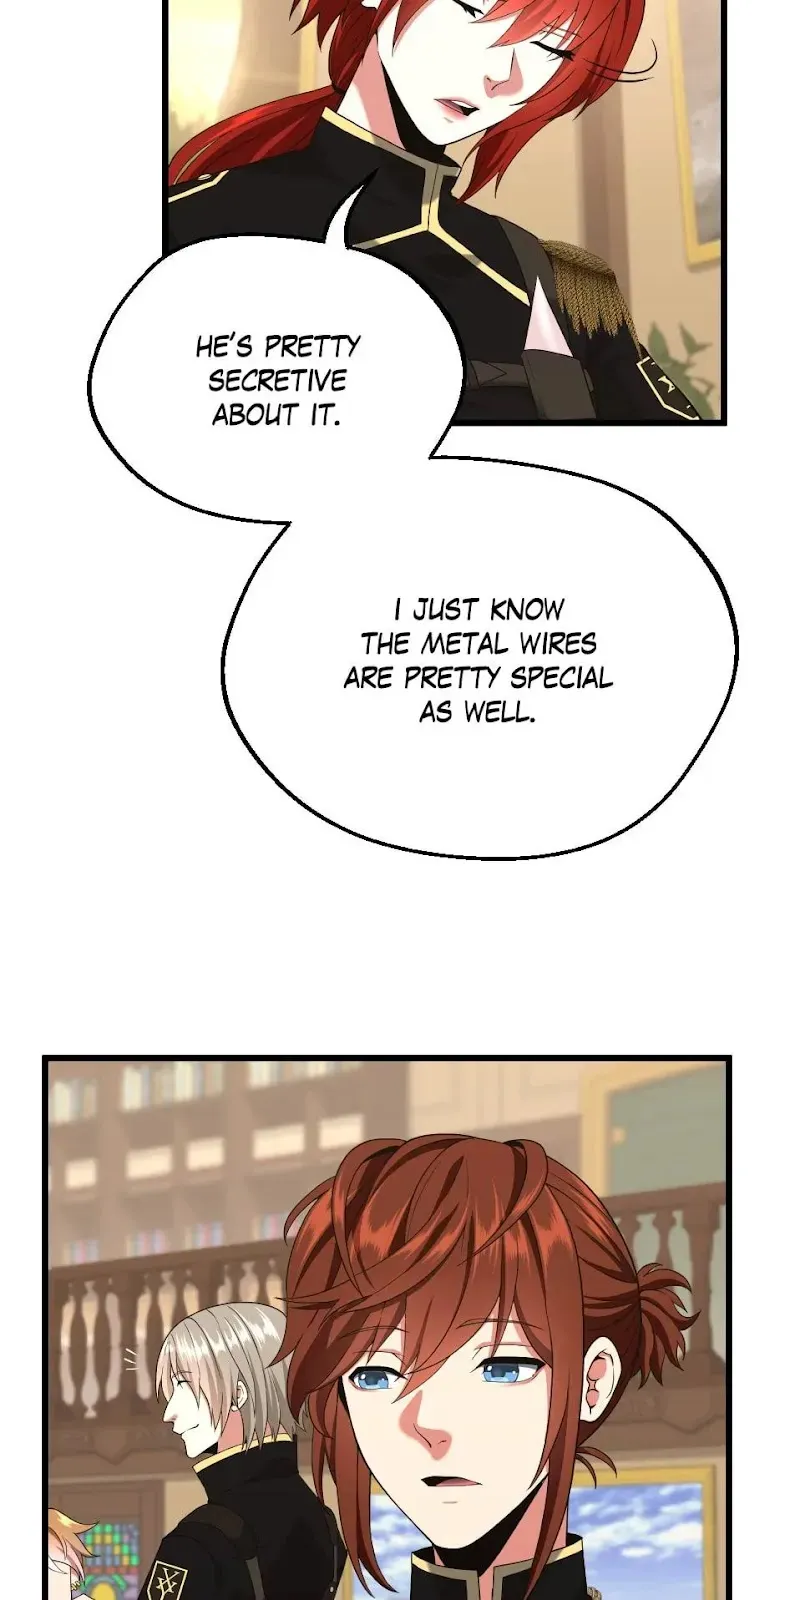 HE'S PRETTY
SECRETIVE
ABOUT IT.
I JUST KNOW
THE METAL WIRES
ARE PRETTY SPECIAL
AS WELL.